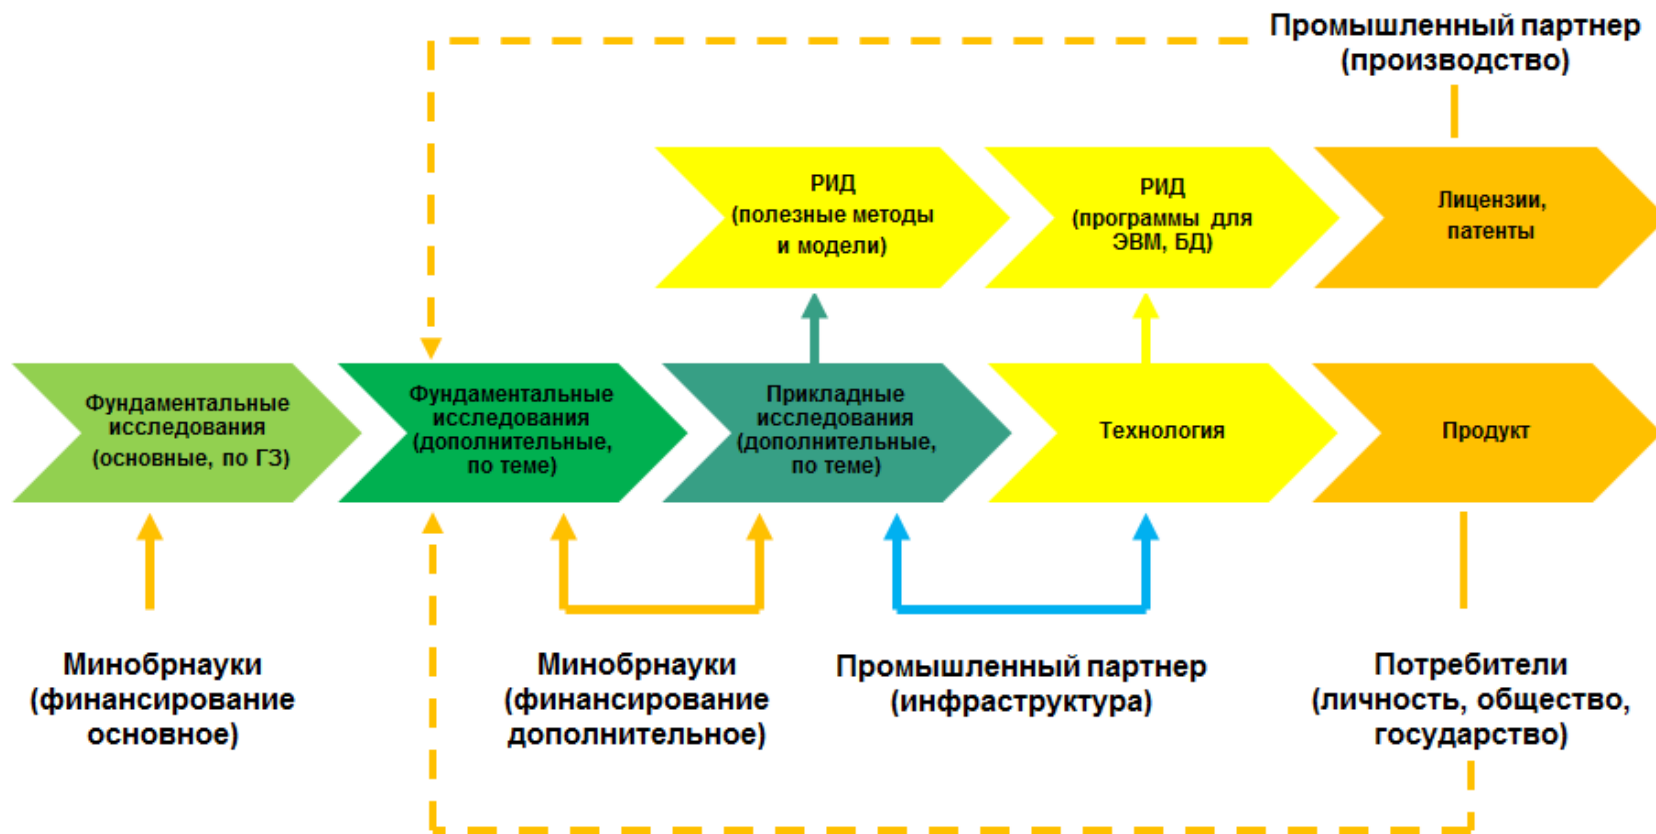 Промышленный партнер
(производство)
РИД
(полезные методы
и модели)
РИД
(программы для
ЭВМ, БД)
Лицензии,
патенты
Фундаментальные
исследования
(основные, по ГЗ)
Фундаментальные
исследования
(дополнительные,
по теме)
Прикладные
исследования
(дополнительные,
по теме)
Технология
Продукт
Минобрнауки
(финансирование
основное)
Минобрнауки
(финансирование
дополнительное)
Промышленный партнер
(инфраструктура)
Потребители
(личность, общество,
государство)